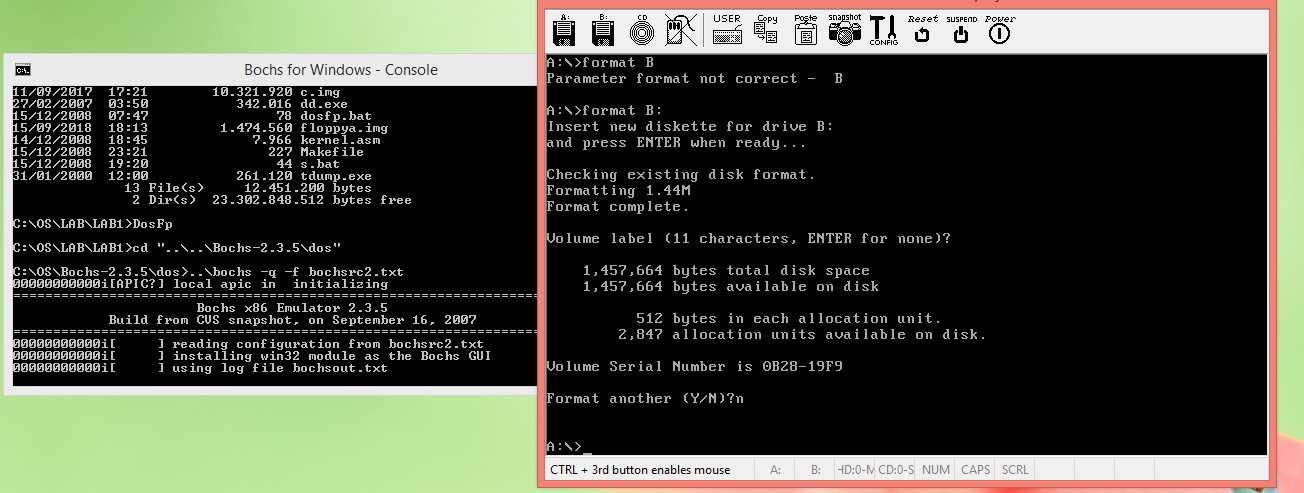 Bochs for Windows - Console
11/09/2017  17:21        10.321.920 c.img
27/02/2007  03:50           342.016 dd.exe
15/12/2008  07:47                78 dosfp.bat
15/09/2018  18:13         1.474.560 floppya.img
14/12/2008  18:45             7.966 kernel.asm
15/12/2008  23:21               227 Makefile
15/12/2008  19:20                44 s.bat
31/01/2000  12:00           261.120 tdump.exe
13 File(s)     12.451.200 bytes
2 Dir(s)  23.302.848.512 bytes free
C:\OS\LAB\LAB1>DosFp
C:\OS\LAB\LAB1>cd "..\..\Bochs-2.3.5\dos"
C:\OS\Bochs-2.3.5\dos>..\bochs -q -f bochsrc2.txt
00000000000i[APIC?] local apic in  initializing
========================================================================
Bochs x86 Emulator 2.3.5
Build from CVS snapshot, on September 16, 2007
========================================================================
00000000000i[     ] reading configuration from bochsrc2.txt
00000000000i[     ] installing win32 module as the Bochs GUI
00000000000i[     ] using log file bochsout.txt
A: B: CD USER Copy Paste snapshot CONFIG Reset SUSPEND Power
A:\>format B
Parameter format not correct -  B
A:\>format B:
Insert new diskette for drive B:
and press ENTER when ready...
Checking existing disk format.
Formatting 1.44M
Format complete.
Volume label (11 characters, ENTER for none)?
1,457,664 bytes total disk space
1,457,664 bytes available on disk
512 bytes in each allocation unit.
2,847 allocation units available on disk.
Volume Serial Number is 0B28-19F9
Format another (Y/N)?n
A:\>_
CTRL + 3rd button enables mouse A: B: HD:0-M CD:0-S NUM CAPS SCRL